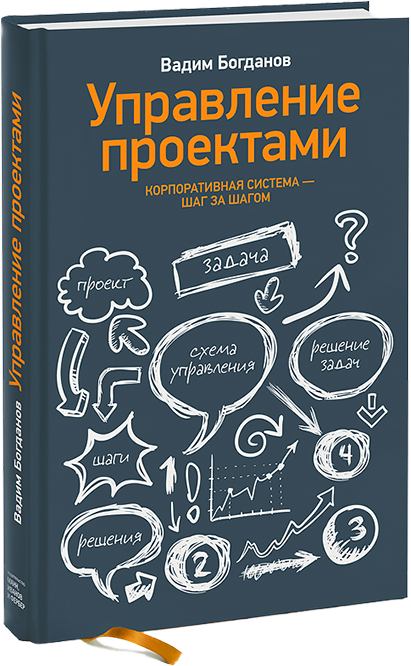 Вадим Богданов
Управление
проектами
КОРПОРАТИВНАЯ СИСТЕМА —
ШАГ ЗА ШАГОМ
задача
?
проект
схема
управления
решение
задач
шаги
4
!
решения
2
3
Вадим Богданов Управление проектами